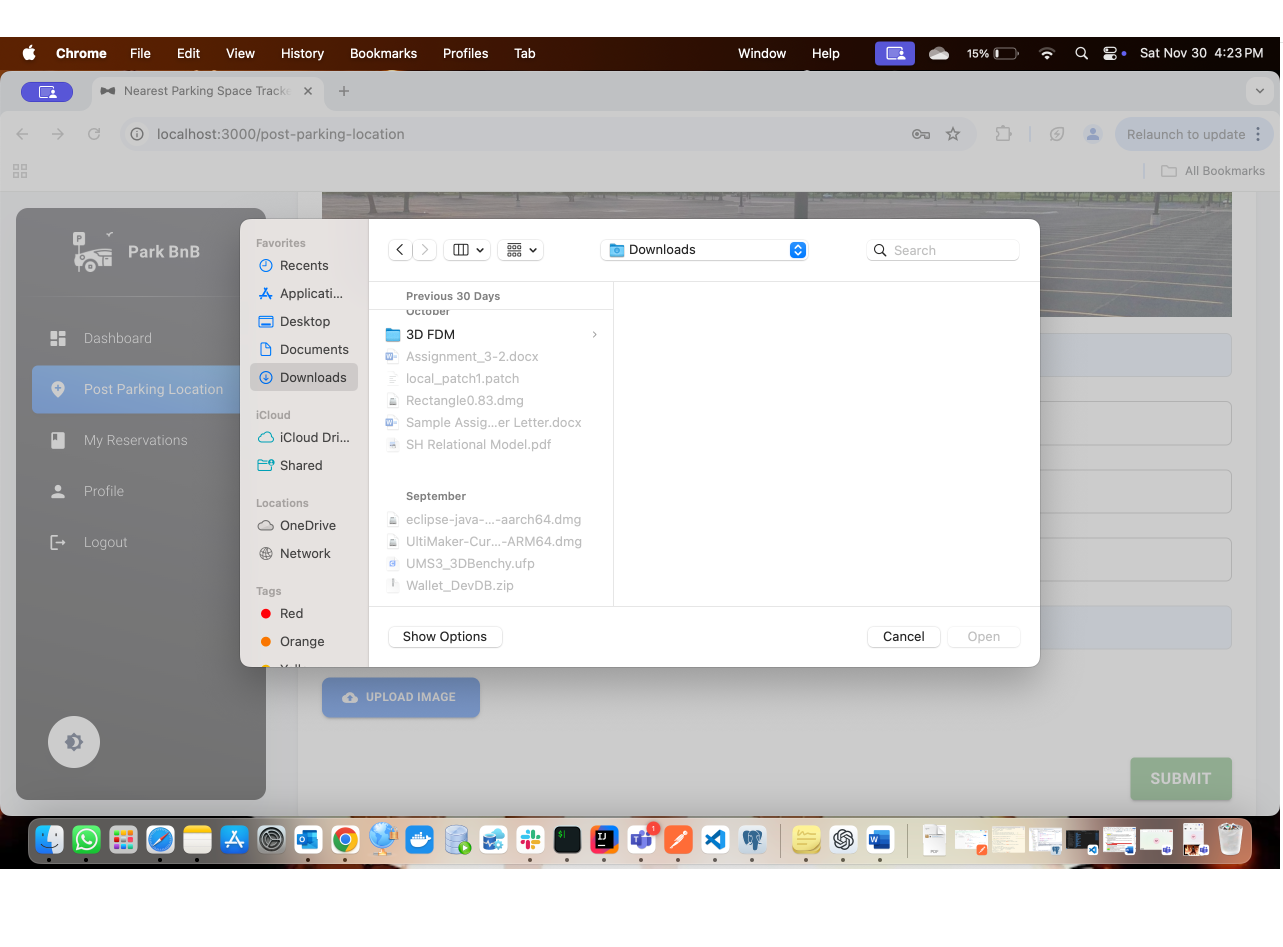 Chrome File Edit View History Bookmarks Profiles Tab Window Help 15% Sat Nov 30 4:23 PM
Nearest Parking Space Tracke
localhost:3000/post-parking-location
Relaunch to update
All Bookmarks
P
Park BnB
Dashboard
Post Parking Location
My Reservations
Profile
Logout
Favorites
Recents
Applicati...
Desktop
Documents
Downloads
iCloud
iCloud Dri...
Shared
Locations
OneDrive
Network
Tags
Red
Orange
Downloads
Search
Previous 30 Days
October
3D FDM
Assignment_3-2.docx
local_patch1.patch
Rectangle0.83.dmg
Sample Assig...er Letter.docx
SH Relational Model.pdf
September
eclipse-java-...-aarch64.dmg
UltiMaker-Cur...-ARM64.dmg
UMS3_3DBenchy.ufp
Wallet_DevDB.zip
Show Options
Cancel
Open
UPLOAD IMAGE
SUBMIT
1
PDF